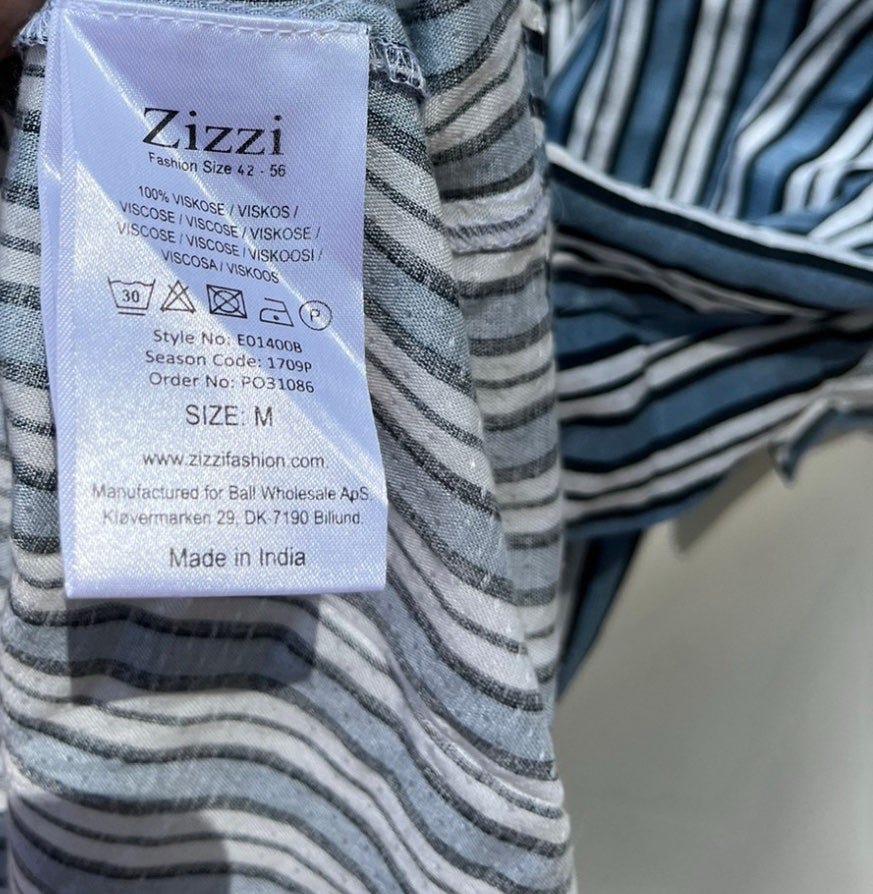 Zizzi
Fashion Size 42 - 56
100% VISKOSE / VISKOS /
VISCOSE / VISCOSE / VISKOSE /
VISCOSE / VISCOSE / VISKOOSI /
VISCOSA / VISKOOS
30 P
Style No: E01400B
Season Code: 1709P
Order No: PO31086
SIZE: M
www.zizzifashion.com.
Manufactured for Ball Wholesale ApS.
Kløvermarken 29, DK-7190 Billund.
Made in India